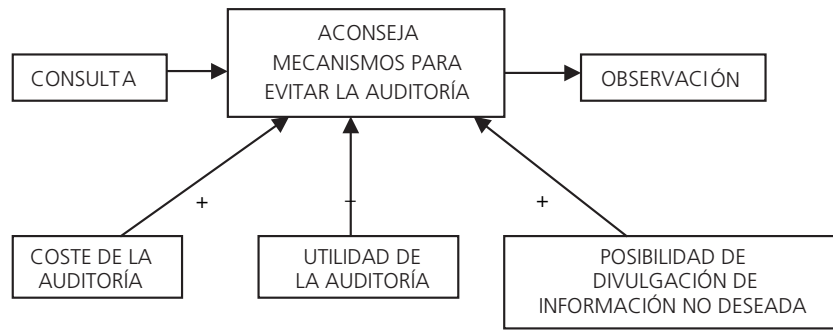 ACONSEJA
MECANISMOS PARA
EVITAR LA AUDITORÍA
CONSULTA
OBSERVACIÓN
+
–
+
COSTE DE LA
AUDITORÍA
UTILIDAD DE
LA AUDITORÍA
POSIBILIDAD DE
DIVULGACIÓN DE
INFORMACIÓN NO DESEADA